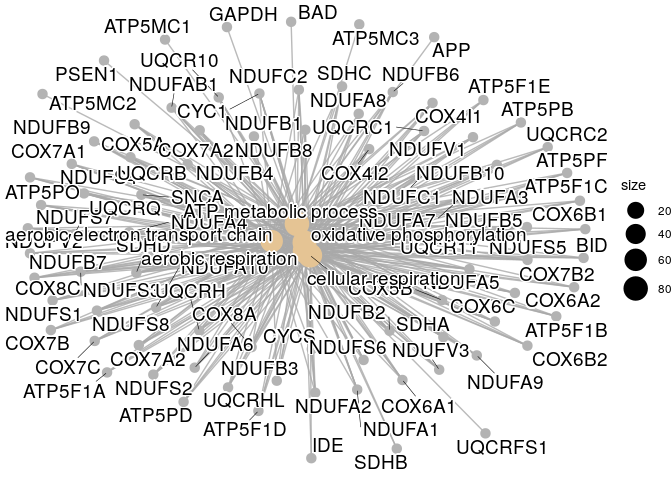 GAPDH
BAD
ATP5MC1
ATP5MC3
APP
UQCR10
PSEN1
NDUFAB1
NDUFC2
SDHC
NDUFB6
ATP5F1E
ATP5MC2
CYC1
NDUFA8
COX4I1
ATP5PB
NDUFB9
NDUFB1
UQCRC1
UQCRC2
COX7A1
COX5A
COX7A2
NDUFB8
NDUFV1
ATP5PF
UQCRB
NDUFB4
COX4I2
NDUFB10
ATP5F1C
ATP5PO
SNCA
NDUFC1
NDUFA3
size
NDUFS7
UQCRQ
NDUFA4
ATP metabolic process
NDUFA7
NDUFB5
COX6B1
20
aerobic electron transport chain
oxidative phosphorylation
40
NDUFV2
SDHD
UQCR11
NDUFS5
BID
NDUFB7
aerobic respiration
NDUFA10
60
COX7B2
cellular respiration
NDUFA5
COX8C
UQCRH
COX5B
80
COX6A2
NDUFS1
NDUFS8
COX8A
NDUFB2
COX6C
ATP5F1B
COX7B
CYCS
SDHA
COX7C
COX7A2
NDUFA6
NDUFS6
NDUFV3
COX6B2
ATP5F1A
NDUFS2
NDUFB3
NDUFA9
ATP5PD
UQCRHL
NDUFA2
COX6A1
ATP5F1D
NDUFA1
IDE
UQCRFS1
SDHB